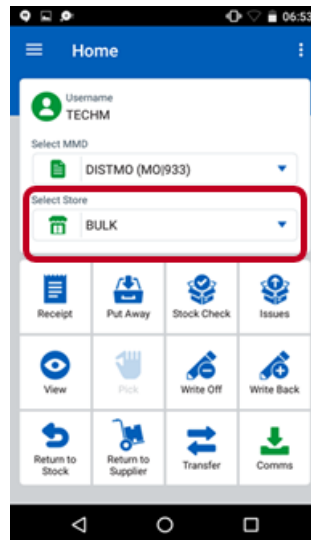 06:53
Home
Username
TECHM
Select MMD
DISTMO (MO|933)
Select Store
BULK
Receipt
Put Away
Stock Check
Issues
View
Pick
Write Off
Write Back
Return to
Stock
Return to
Supplier
Transfer
Comms